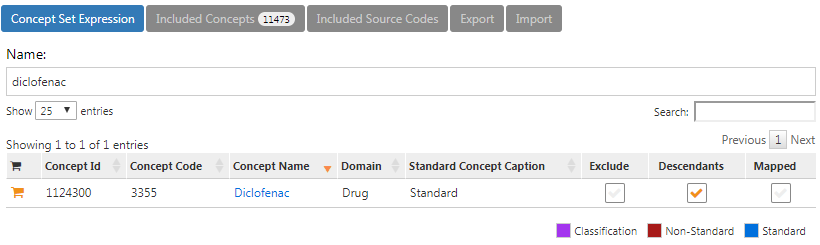 Concept Set Expression Included Concepts 11473 Included Source Codes Export Import
Name:
diclofenac
Show 25 entries Search:
Showing 1 to 1 of 1 entries Previous 1 Next
Concept Id Concept Code Concept Name Domain Standard Concept Caption Exclude Descendants Mapped
1124300 3355 Diclofenac Drug Standard
Classification Non-Standard Standard